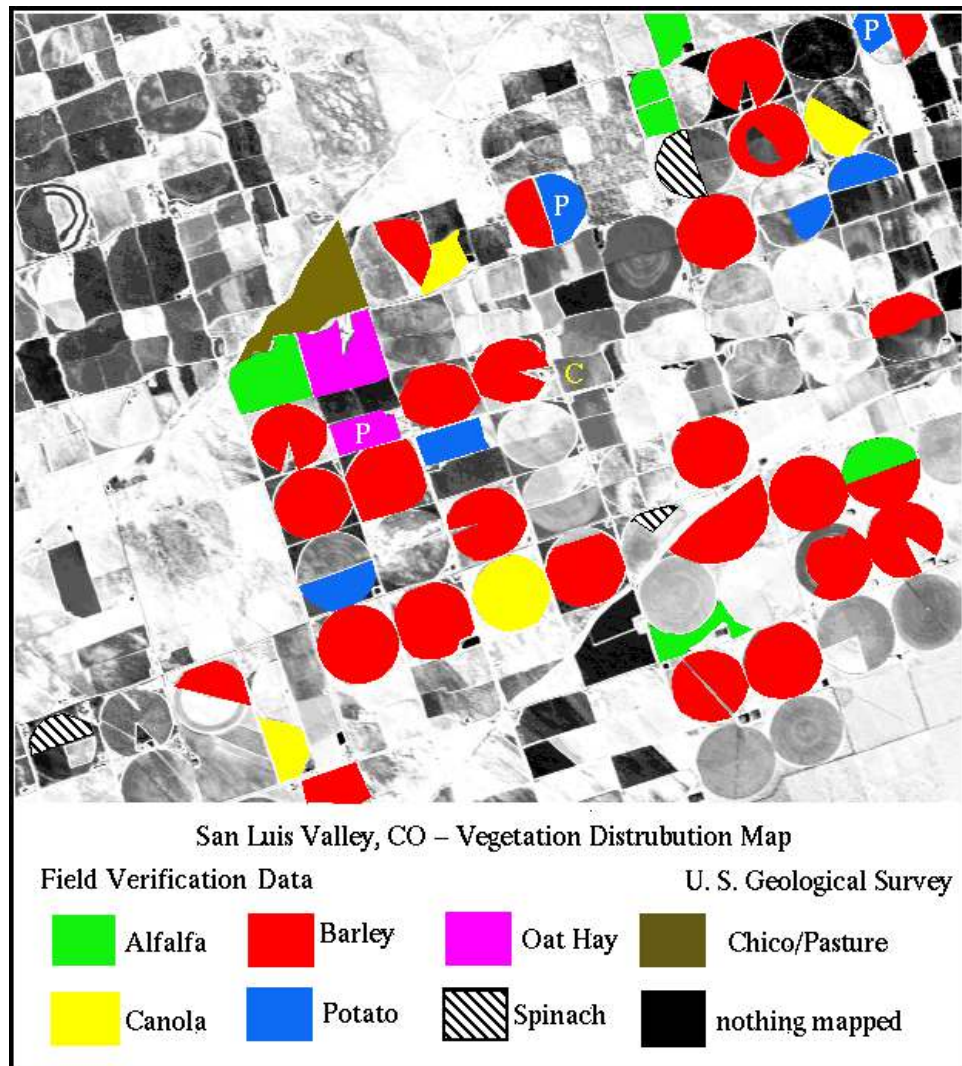 P
P
C
P
San Luis Valley, CO – Vegetation Distrubution Map
Field Verification Data
U. S. Geological Survey
Alfalfa
Barley
Oat Hay
Chico/Pasture
Canola
Potato
Spinach
nothing mapped